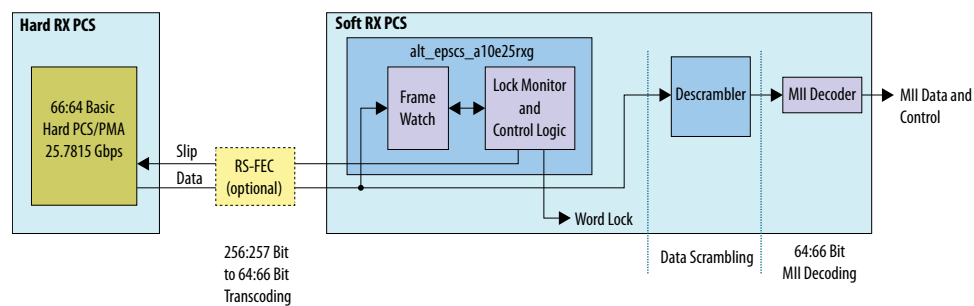 Hard RX PCS
66:64 Basic
Hard PCS/PMA
25.7815 Gbps
Slip
Data
RS-FEC
(optional)
256:257 Bit
to 64:66 Bit
Transcoding
Soft RX PCS
alt_epscs_a10e25rxg
Frame
Watch
Lock Monitor
and
Control Logic
Word Lock
Descrambler
Data Scrambling
MII Decoder
64:66 Bit
MII Decoding
MII Data and
Control